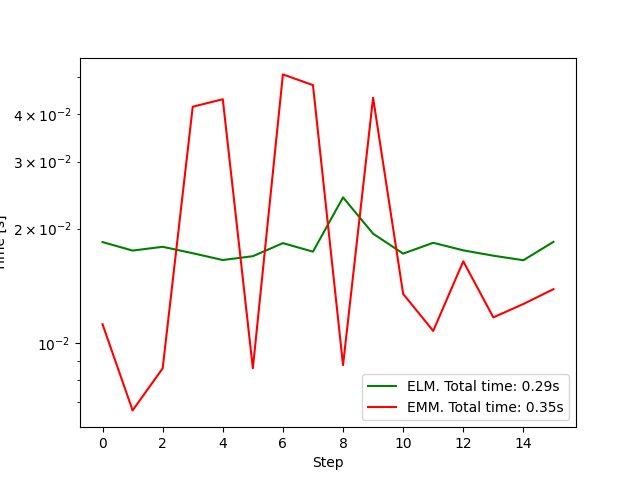 4 × 10⁻²
3 × 10⁻²
2 × 10⁻²
10⁻²
Time [s]
0 2 4 6 8 10 12 14
Step
ELM. Total time: 0.29s
EMM. Total time: 0.35s